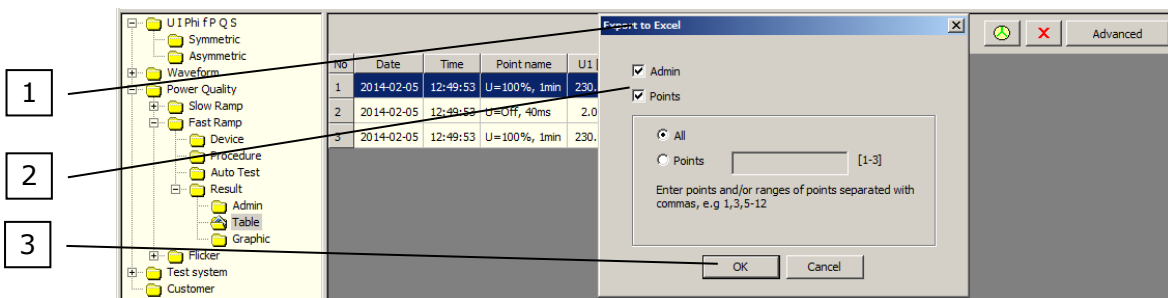 1
2
3
U I Phi f P Q S
Symmetric
Asymmetric
Waveform
Power Quality
Slow Ramp
Fast Ramp
Device
Procedure
Auto Test
Result
Admin
Table
Graphic
Flicker
Test system
Customer
No Date Time Point name U1 [
1 2014-02-05 12:49:53 U=100%, 1min 230.
2 2014-02-05 12:49:53 U=Off, 40ms 2.0
3 2014-02-05 12:49:53 U=100%, 1min 230.
Export to Excel
Admin
Points
All
Points [1-3]
Enter points and/or ranges of points separated with
commas, e.g 1,3,5-12
OK Cancel
Advanced